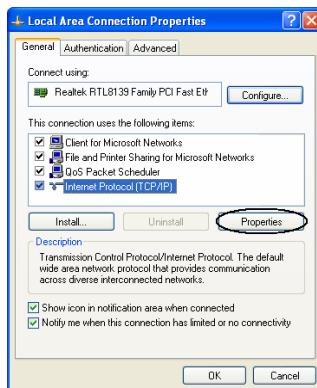 Local Area Connection Properties
General Authentication Advanced
Connect using:
Realtek RTL8139 Family PCI Fast Eth
Configure...
This connection uses the following items:
Client for Microsoft Networks
File and Printer Sharing for Microsoft Networks
QoS Packet Scheduler
Internet Protocol (TCP/IP)
Install... Uninstall Properties
Description
Transmission Control Protocol/Internet Protocol. The default
wide area network protocol that provides communication
across diverse interconnected networks.
Show icon in notification area when connected
Notify me when this connection has limited or no connectivity
OK Cancel